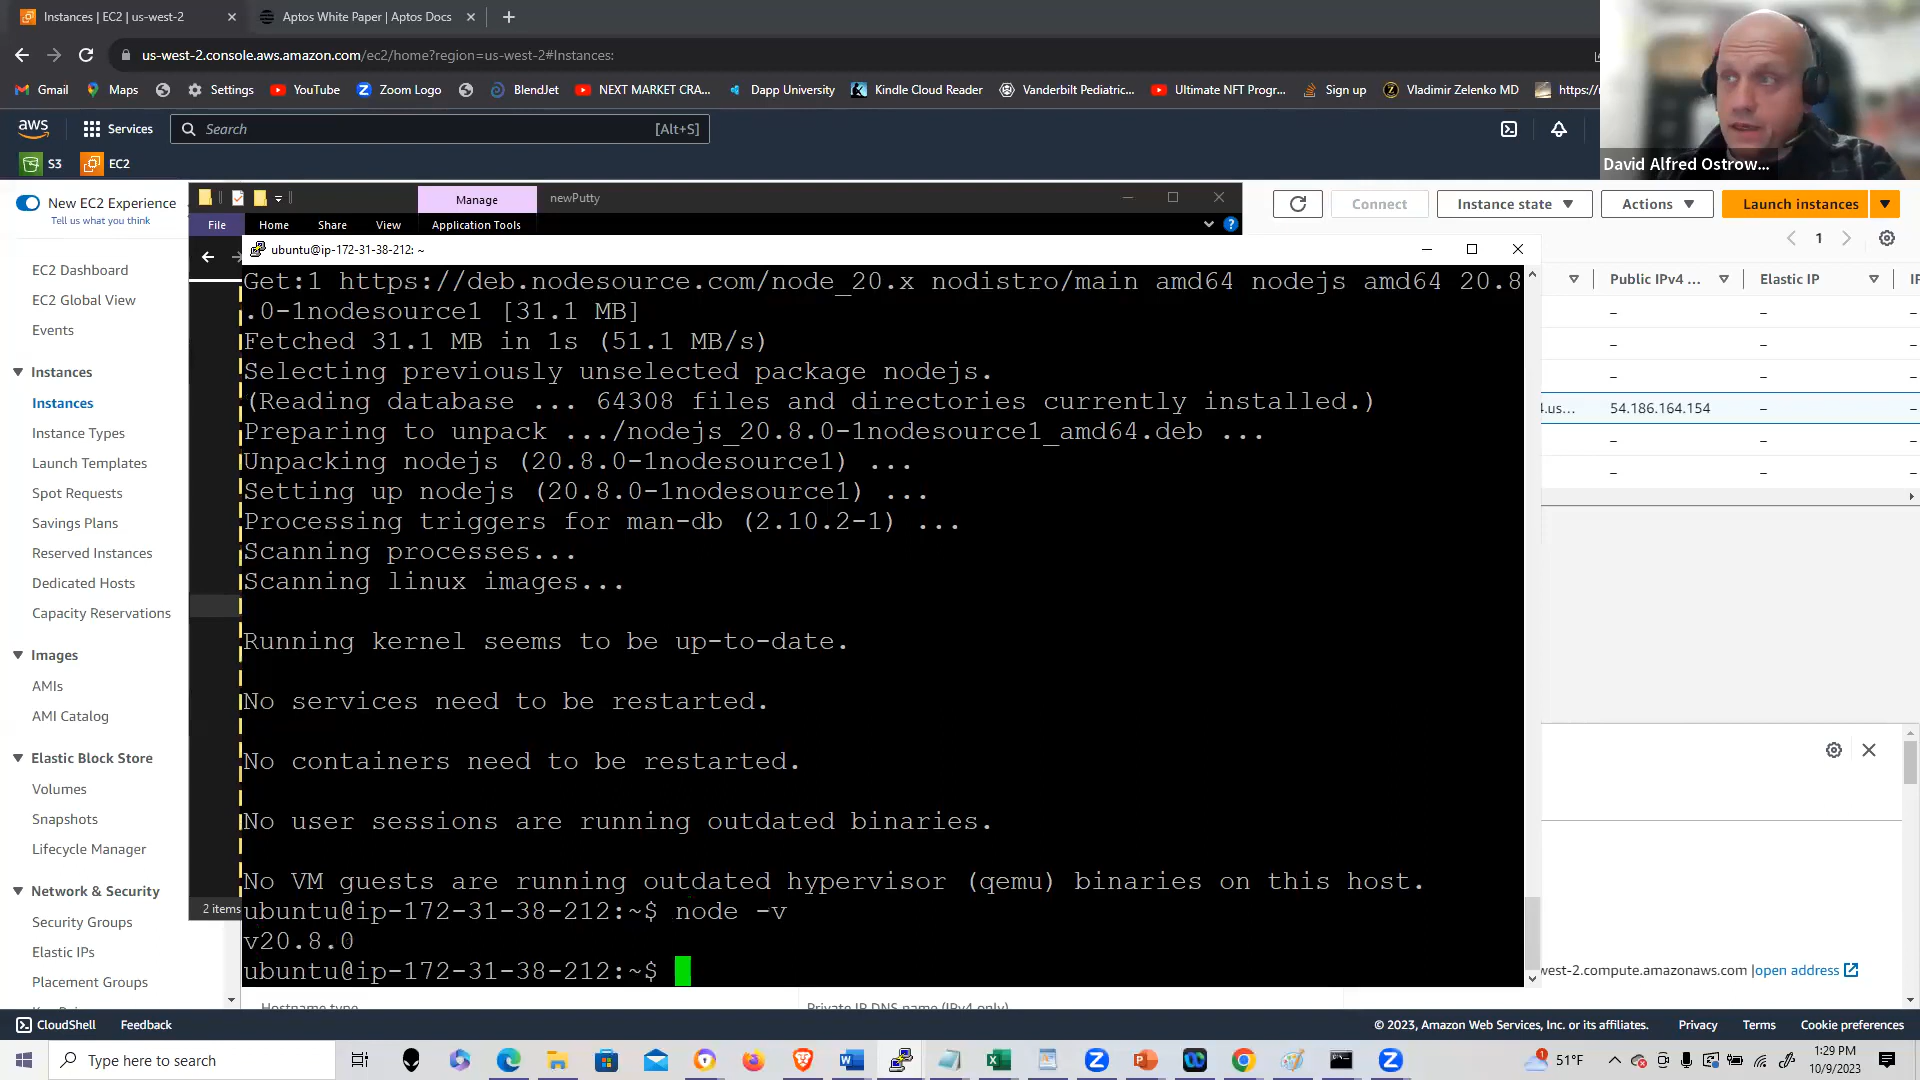 Instances | EC2 | us-west-2
Aptos White Paper | Aptos Docs
us-west-2.console.aws.amazon.com/ec2/home?region=us-west-2#Instances:
Gmail
Maps
Settings
YouTube
Zoom Logo
BlendJet
NEXT MARKET CRA...
Dapp University
Kindle Cloud Reader
Vanderbilt Pediatric...
Ultimate NFT Progr...
Sign up
Vladimir Zelenko MD
https://
aws
Services
Search
[Alt+S]
David Alfred Ostrow...
S3
EC2
New EC2 Experience
Tell us what you think
Manage
newPutty
File
Home
Share
View
Application Tools
Connect
Instance state
Actions
Launch instances
1
ubuntu@ip-172-31-38-212: ~
EC2 Dashboard
EC2 Global View
Events
Instances
Instances
Instance Types
Launch Templates
Spot Requests
Savings Plans
Reserved Instances
Dedicated Hosts
Capacity Reservations
Images
AMIs
AMI Catalog
Elastic Block Store
Volumes
Snapshots
Lifecycle Manager
Network & Security
Security Groups
Elastic IPs
Placement Groups
2 items
Get:1 https://deb.nodesource.com/node_20.x nodistro/main amd64 nodejs amd64 20.8
.0-1nodesource1 [31.1 MB]
Fetched 31.1 MB in 1s (51.1 MB/s)
Selecting previously unselected package nodejs.
(Reading database ... 64308 files and directories currently installed.)
Preparing to unpack .../nodejs_20.8.0-1nodesource1_amd64.deb ...
Unpacking nodejs (20.8.0-1nodesource1) ...
Setting up nodejs (20.8.0-1nodesource1) ...
Processing triggers for man-db (2.10.2-1) ...
Scanning processes...
Scanning linux images...
Running kernel seems to be up-to-date.
No services need to be restarted.
No containers need to be restarted.
No user sessions are running outdated binaries.
No VM guests are running outdated hypervisor (qemu) binaries on this host.
ubuntu@ip-172-31-38-212:~$ node -v
v20.8.0
ubuntu@ip-172-31-38-212:~$
Public IPv4 ...
Elastic IP
IP
–
–
–
–
–
–
4.us...
54.186.164.154
–
–
–
–
–
west-2.compute.amazonaws.com |open address
Hostname type
Private IP DNS name (IPv4 only)
CloudShell
Feedback
© 2023, Amazon Web Services, Inc. or its affiliates.
Privacy
Terms
Cookie preferences
Type here to search
1
51°F
1:29 PM
10/9/2023